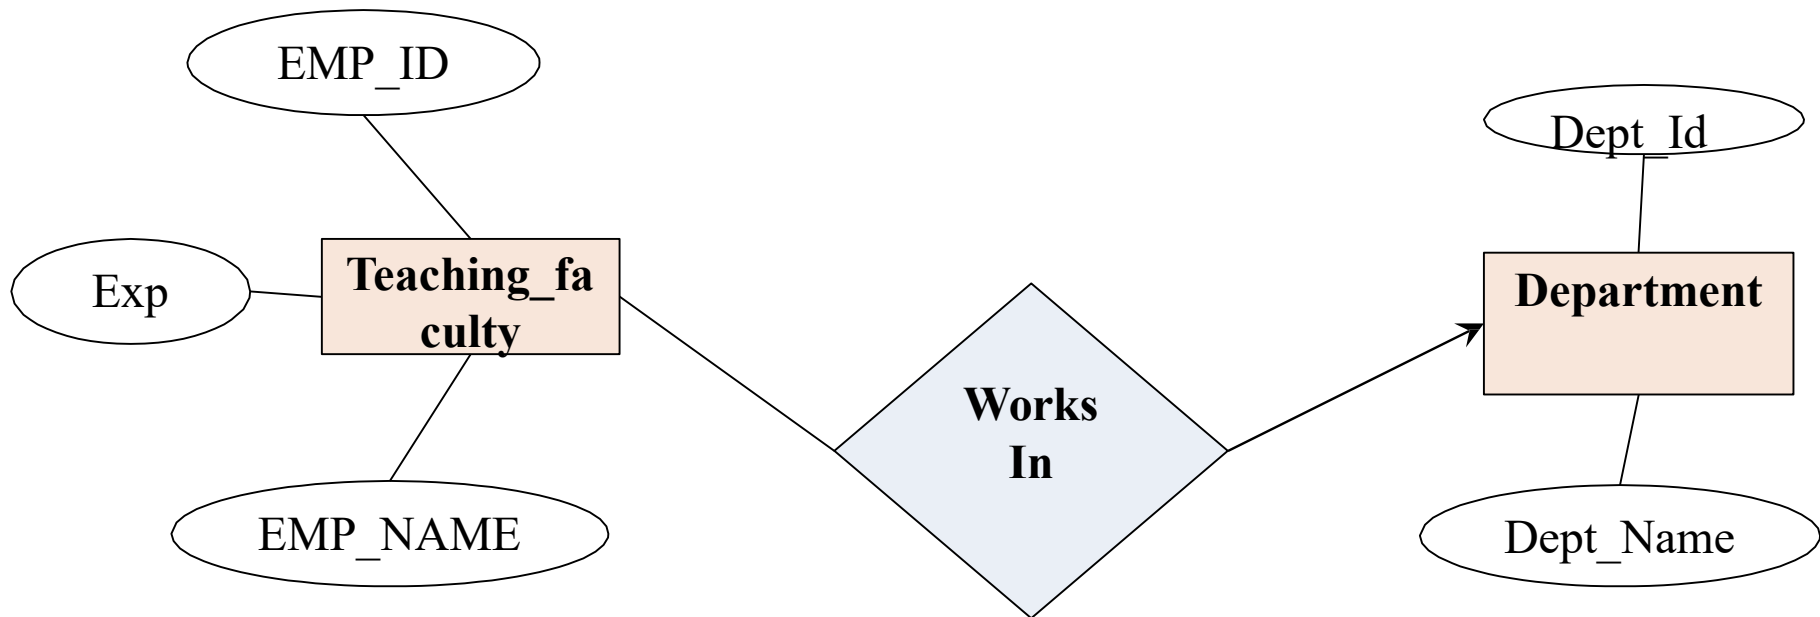 EMP_ID
Dept_Id
Exp
Teaching_fa
culty
Department
Works
In
EMP_NAME
Dept_Name